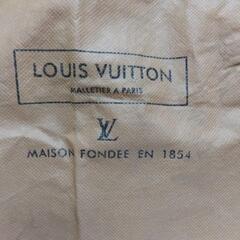 LOUIS VUITTON
MALLETIER A PARIS
LV
MAISON FONDEE EN 1854